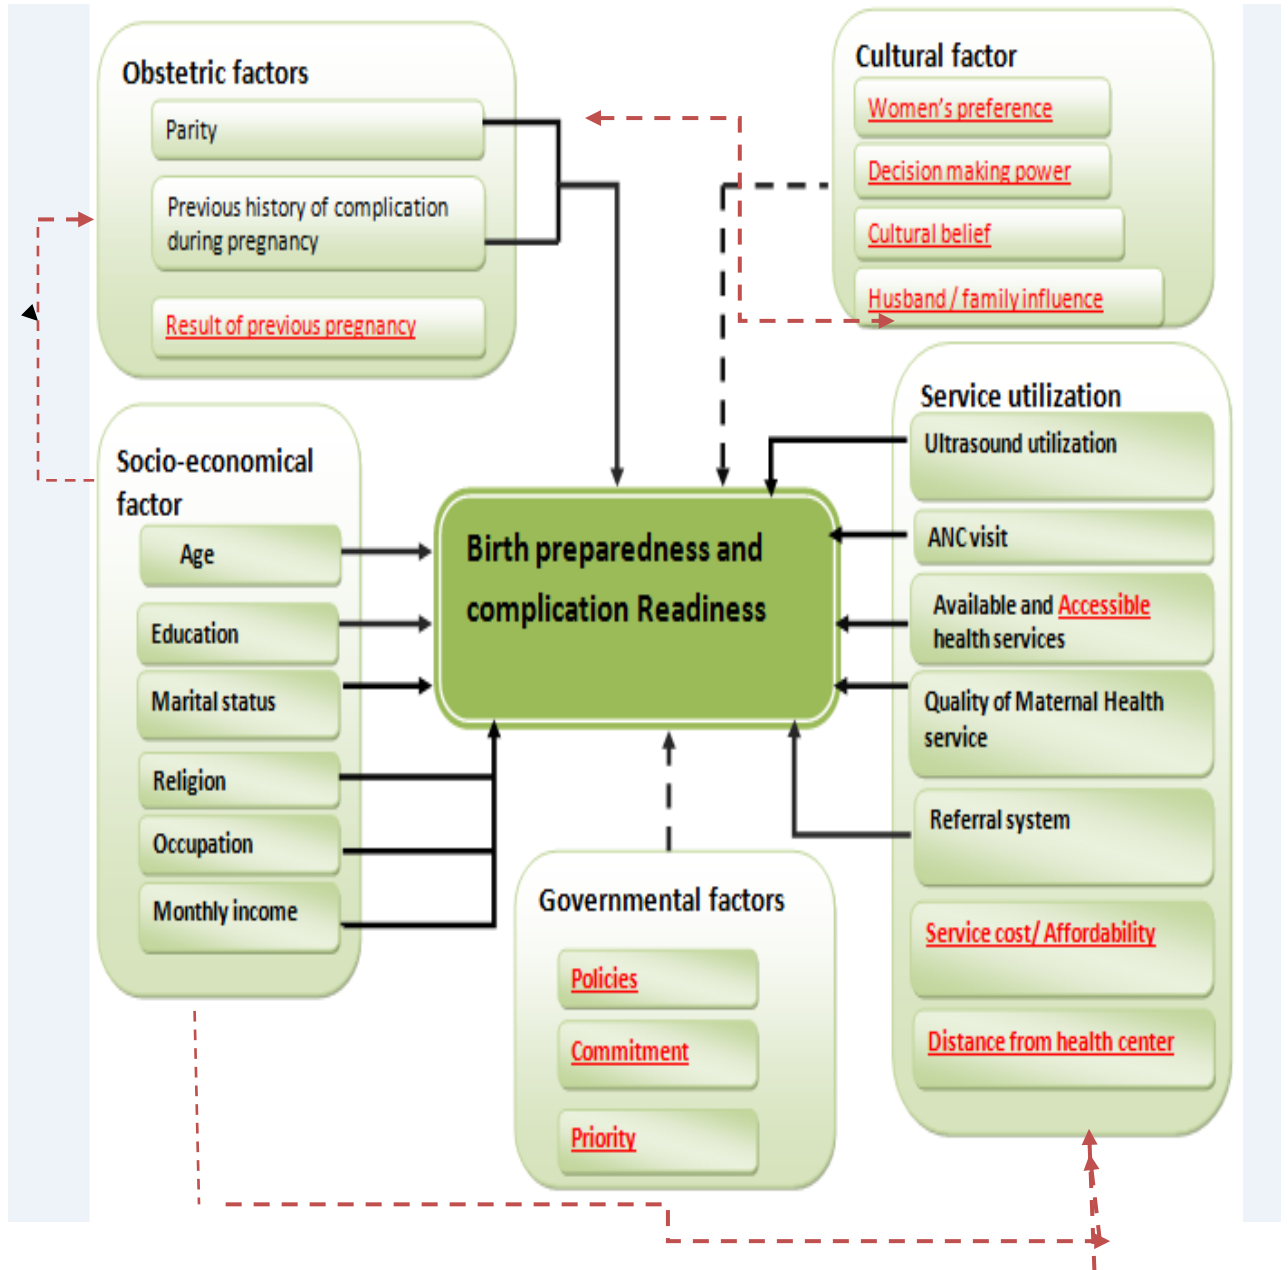 Obstetric factors
Parity
Previous history of complication
during pregnancy
Result of previous pregnancy
Cultural factor
Women's preference
Decision making power
Cultural belief
Husband / family influence
Socio-economical
factor
Age
Education
Marital status
Religion
Occupation
Monthly income
Birth preparedness and
complication Readiness
Service utilization
Ultrasound utilization
ANC visit
Available and Accessible
health services
Quality of Maternal Health
service
Referral system
Service cost/ Affordability
Distance from health center
Governmental factors
Policies
Commitment
Priority